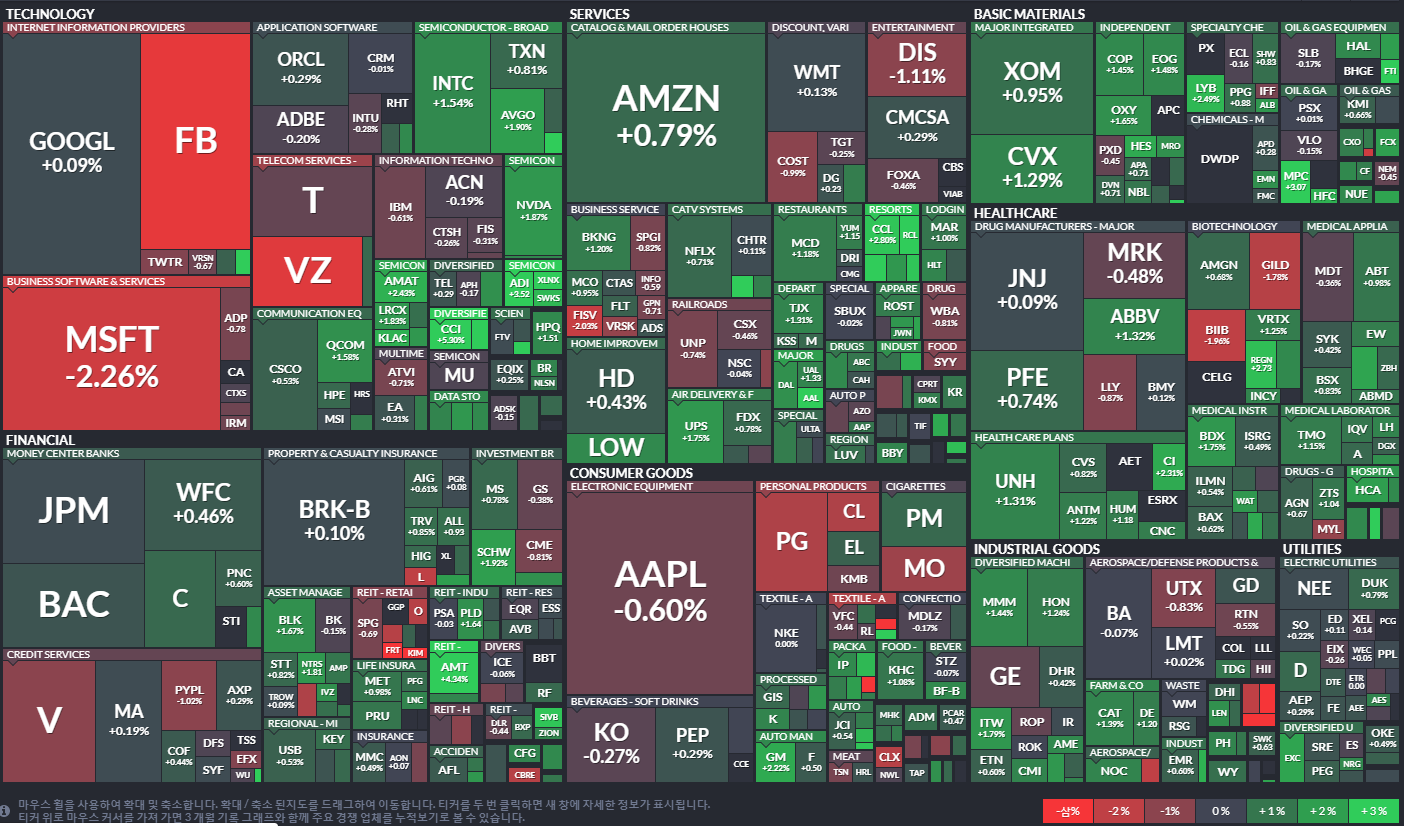 TECHNOLOGY
INTERNET INFORMATION PROVIDERS
GOOGL
+0.09%
FB
TWTR
VRSN
-0.67
APPLICATION SOFTWARE
ORCL
+0.29%
CRM
-0.01%
ADBE
-0.20%
INTU
-0.28%
RHT
SEMICONDUCTOR - BROAD
INTC
+1.54%
TXN
+0.81%
AVGO
+1.90%
TELECOM SERVICES -
T
VZ
INFORMATION TECHNO
IBM
-0.61%
ACN
-0.19%
CTSH
-0.26%
FIS
-0.31%
SEMICON
NVDA
+1.87%
BUSINESS SOFTWARE & SERVICES
MSFT
-2.26%
ADP
-0.78
CA
CTXS
IRM
COMMUNICATION EQ
CSCO
+0.53%
QCOM
+1.58%
HPE
HRS
MSI
SEMICON
AMAT
+2.43%
LRCX
+1.83%
KLAC
DIVERSIFIED
TEL
+0.29
APH
-0.17
SEMICON
ADI
+3.52
XLNX
SWKS
DIVERSIFIE
CCI
+5.30%
SCIEN
FTV
HPQ
+1.51
MULTIME
ATVI
-0.71%
EA
+0.31%
SEMICON
MU
EQIX
+0.25%
BR
NLSN
DATA STO
ADSK
-0.15
SERVICES
CATALOG & MAIL ORDER HOUSES
AMZN
+0.79%
DISCOUNT, VARI
WMT
+0.13%
COST
-0.99%
TGT
-0.25%
DG
+0.23
ENTERTAINMENT
DIS
-1.11%
CMCSA
+0.29%
FOXA
-0.46%
CBS
VIAB
BUSINESS SERVICE
BKNG
+1.20%
SPGI
-0.82%
MCO
+0.95%
CTAS
INFO
-0.59
FLT
GPN
-0.71
FISV
-2.03%
VRSK
ADS
CATV SYSTEMS
NFLX
+0.71%
CHTR
+0.11%
RESTAURANTS
MCD
+1.18%
YUM
+1.15
DRI
CMG
RESORTS
CCL
+2.80%
RCL
LODGIN
MAR
+1.00%
HLT
RAILROADS
UNP
-0.74%
CSX
-0.46%
NSC
-0.04%
DEPART
TJX
+1.31%
KSS
M
SPECIAL
SBUX
-0.02%
APPARE
ROST
JWN
DRUG
WBA
-0.81%
HOME IMPROVEM
HD
+0.43%
LOW
MAJOR
DAL
UAL
+1.33
AAL
DRUGS
ABC
CAH
INDUST
FOOD
SYY
AIR DELIVERY & F
UPS
+1.75%
FDX
+0.78%
SPECIAL
ULTA
AUTO P
AZO
AAP
CPRT
KMX
KR
TIF
REGION
LUV
BBY
BASIC MATERIALS
MAJOR INTEGRATED
XOM
+0.95%
CVX
+1.29%
INDEPENDENT
COP
+1.45%
EOG
+1.48%
OXY
+1.65%
APC
PXD
-0.45
HES
MRO
APA
+0.71
DVN
+0.71
NBL
SPECIALTY CHE
PX
ECL
-0.16
SHW
+0.83
LYB
+2.49%
PPG
+0.88
IFF
ALB
CHEMICALS - M
DWDP
APD
+0.28
EMN
FMC
OIL & GAS EQUIPMEN
SLB
-0.17%
HAL
BHGE
FTI
OIL & GA
PSX
+0.01%
VLO
-0.15%
MPC
+3.07
HFC
OIL & GAS
KMI
+0.66%
CXO
FCX
CF
NEM
-0.45
NUE
HEALTHCARE
DRUG MANUFACTURERS - MAJOR
JNJ
+0.09%
MRK
-0.48%
ABBV
+1.32%
PFE
+0.74%
LLY
-0.87%
BMY
+0.12%
BIOTECHNOLOGY
AMGN
+0.68%
GILD
-1.78%
BIIB
-1.96%
VRTX
+1.25%
CELG
REGN
+2.73
INCY
MEDICAL APPLIA
MDT
-0.36%
ABT
+0.98%
SYK
+0.42%
EW
BSX
+0.83%
ZBH
ABMD
HEALTH CARE PLANS
UNH
+1.31%
CVS
+0.82%
AET
CI
+2.31%
ANTM
+1.22%
HUM
+1.18
ESRX
CNC
MEDICAL INSTR
BDX
+1.75%
ISRG
+0.49%
ILMN
+0.54%
WAT
BAX
+0.62%
MEDICAL LABORATOR
TMO
+1.15%
IQV
LH
A
DGX
DRUGS - G
AGN
+0.67
ZTS
+1.04
MYL
HOSPITA
HCA
FINANCIAL
MONEY CENTER BANKS
JPM
WFC
+0.46%
BAC
C
PNC
+0.60%
STI
PROPERTY & CASUALTY INSURANCE
BRK-B
+0.10%
AIG
+0.61%
PGR
+0.08
TRV
+0.85%
ALL
+0.93
HIG
XL
L
INVESTMENT BR
MS
+0.78%
GS
-0.38%
SCHW
+1.92%
CME
-0.81%
CREDIT SERVICES
V
MA
+0.19%
PYPL
-1.02%
AXP
+0.29%
COF
+0.44%
DFS
TSS
EFX
SYF
WU
ASSET MANAGE
BLK
+1.67%
BK
-0.15%
STT
+0.82%
NTRS
+1.81
AMP
TROW
+0.09%
IVZ
REGIONAL - MI
USB
+0.53%
KEY
REIT - RETAI
SPG
-0.69
GGP
O
FRT
KIM
REIT - INDU
PSA
-0.03
PLD
+1.64
REIT - RES
EQR
ESS
AVB
LIFE INSURA
MET
+0.98%
PFG
LNC
PRU
REIT -
AMT
+4.34%
DIVERS
ICE
-0.06%
BBT
RF
INSURANCE
MMC
+0.49%
AON
+0.07
REIT - H
REIT -
DLR
-0.44
BXP
SIVB
ZION
ACCIDEN
AFL
CFG
CBRE
CONSUMER GOODS
ELECTRONIC EQUIPMENT
AAPL
-0.60%
PERSONAL PRODUCTS
PG
CL
EL
KMB
CIGARETTES
PM
MO
BEVERAGES - SOFT DRINKS
KO
-0.27%
PEP
+0.29%
CCE
TEXTILE - A
NKE
0.00%
TEXTILE - A
VFC
-0.44
RL
CONFECTIO
MDLZ
-0.17%
PROCESSED
GIS
K
PACKA
IP
FOOD -
KHC
+1.08%
BEVER
STZ
-0.07%
BF-B
AUTO MAN
GM
+2.22%
F
+0.50
AUTO
JCI
+0.54
MHK
ADM
PCAR
+0.47
MEAT
TSN
HRL
CLX
NWL
TAP
INDUSTRIAL GOODS
DIVERSIFIED MACHI
MMM
+1.44%
HON
+1.24%
GE
DHR
+0.42%
ITW
+1.79%
ROP
IR
ETN
+0.60%
ROK
AME
CMI
AEROSPACE/DEFENSE PRODUCTS &
BA
-0.07%
UTX
-0.83%
GD
RTN
-0.55%
LMT
+0.02%
COL
LLL
TDG
HII
FARM & CO
CAT
+1.39%
DE
+1.20
WASTE
WM
RSG
DHI
LEN
AEROSPACE/
NOC
INDUST
EMR
+0.60%
PH
SWK
+0.63
WY
UTILITIES
ELECTRIC UTILITIES
NEE
DUK
+0.79%
SO
+0.22%
ED
+0.11
XEL
-0.14
PCG
D
EIX
-0.26
WEC
+0.05
PPL
DTE
ETR
0.00
AEP
+0.29%
FE
AEE
AES
DIVERSIFIED U
EXC
SRE
ES
OKE
+0.49%
PEG
NRG
마우스 휠을 사용하여 확대 및 축소합니다. 확대 / 축소 된지도를 드래그하여 이동합니다. 티커를 두 번 클릭하면 새 창에 자세한 정보가 표시됩니다.
티커 위로 마우스 커서를 가져 가면 3 개월 기록 그래프와 함께 주요 경쟁 업체를 누적보기로 볼 수 있습니다.
-삼% -2% -1% 0% +1% +2% +3%